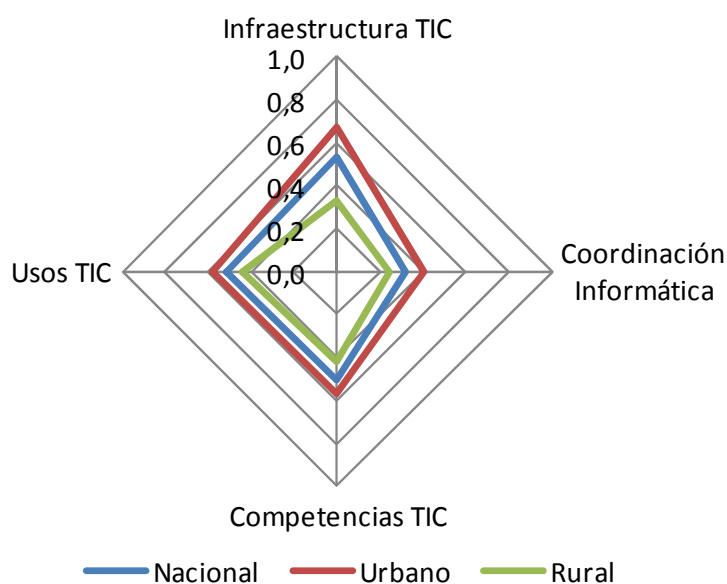 Infraestructura TIC
1,0
0,8
0,6
0,4
0,2
0,0
Usos TIC
Coordinación
Informática
Competencias TIC
Nacional Urbano Rural